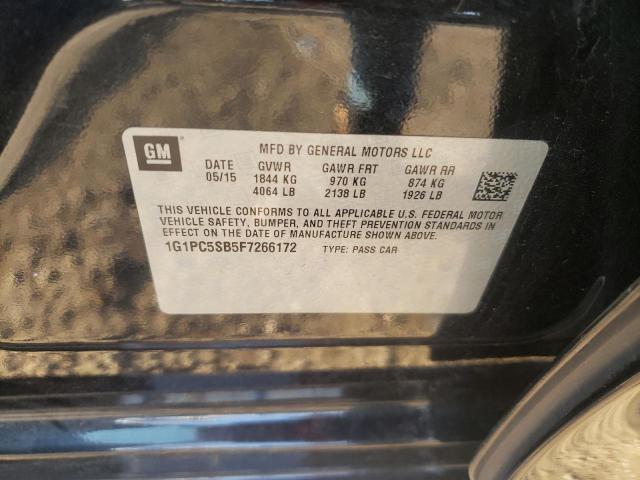 GM
MFD BY GENERAL MOTORS LLC
DATE GVWR GAWR FRT GAWR RR
05/15 1844 KG 970 KG 874 KG
4064 LB 2138 LB 1926 LB
THIS VEHICLE CONFORMS TO ALL APPLICABLE U.S. FEDERAL MOTOR
VEHICLE SAFETY, BUMPER, AND THEFT PREVENTION STANDARDS IN
EFFECT ON THE DATE OF MANUFACTURE SHOWN ABOVE.
1G1PC5SB5F7266172 TYPE: PASS CAR